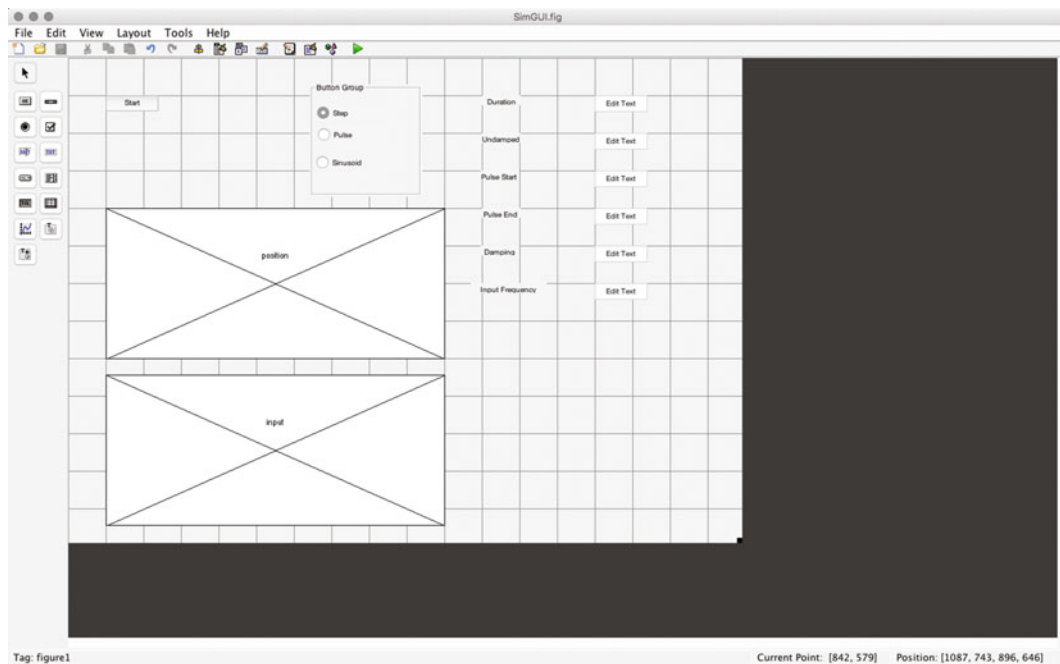 SimGUI.fig
File Edit View Layout Tools Help
Start
Button Group
Step
Pulse
Sinusoid
Duration Edit Text
Undamped Edit Text
Pulse Start Edit Text
Pulse End Edit Text
Damping Edit Text
Input Frequency Edit Text
position
input
Tag: figure1 Current Point: [842, 579] Position: [1087, 743, 896, 646]